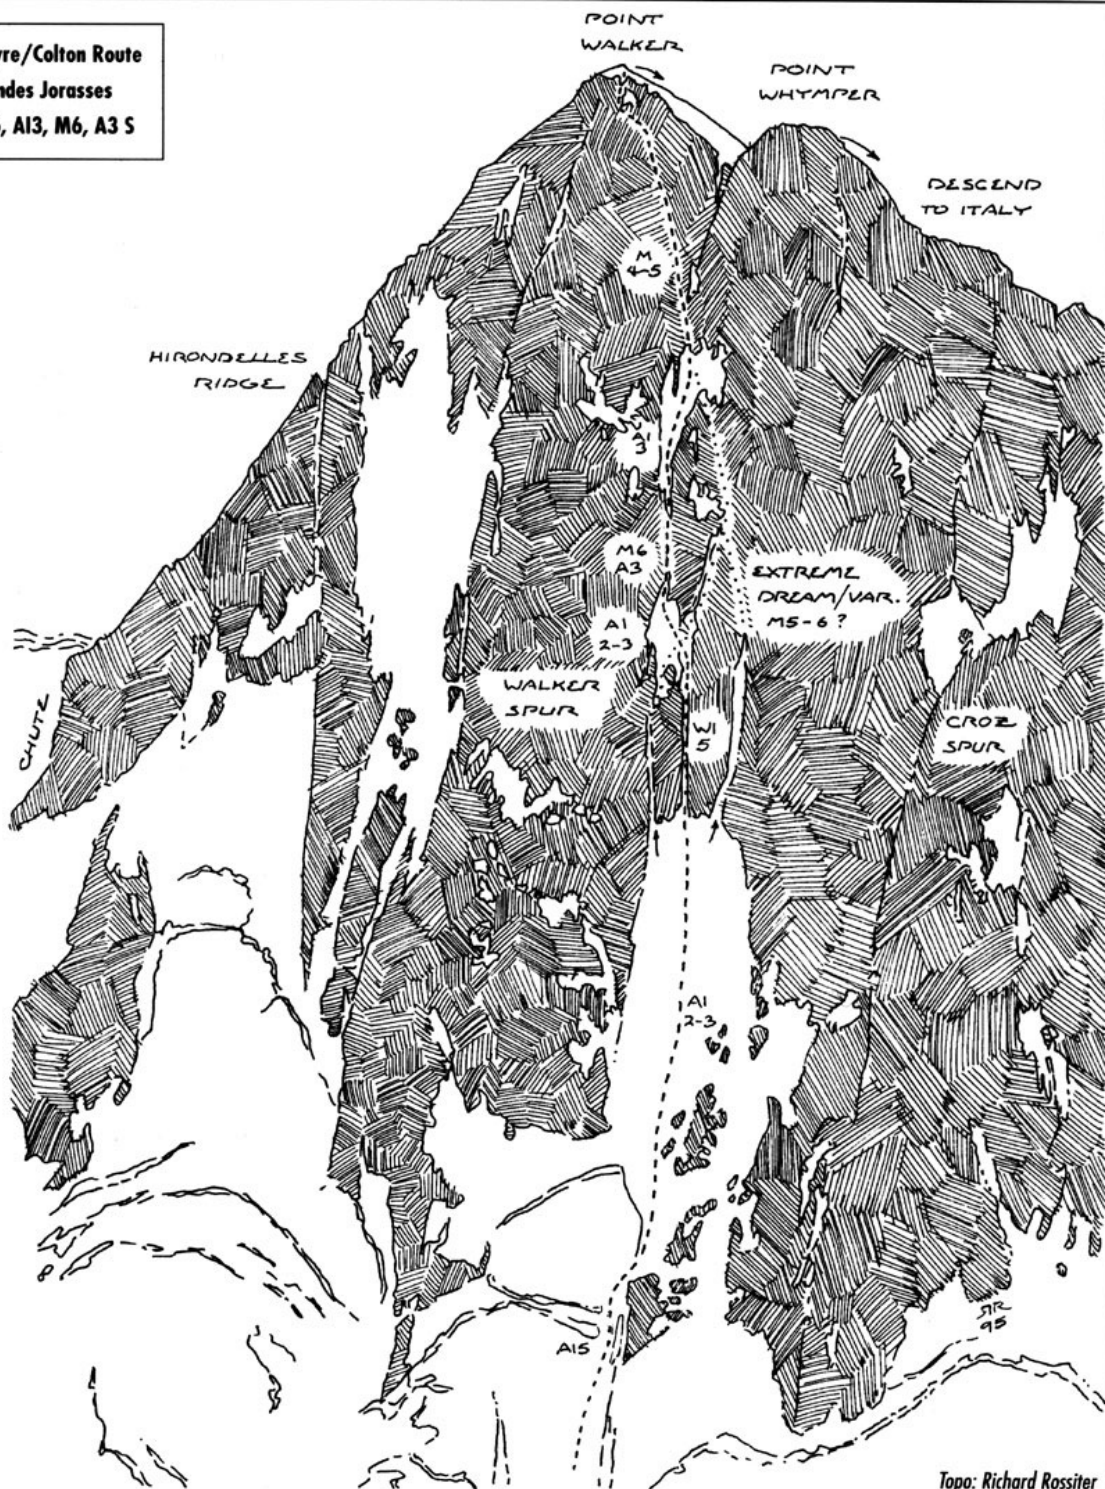 yre/Colton Route
ndes Jorasses
, AI3, M6, A3 S
POINT
WALKER
POINT
WHYMPER
DESCEND
TO ITALY
M
4-5
HIRONDELLES
RIDGE
AI
3
M6
A3
EXTREME
DREAM/VAR.
M5-6?
AI
2-3
WALKER
SPUR
WI
5
CROZ
SPUR
CHUTE
AI
2-3
AI5
RR
95
Topo: Richard Rossiter